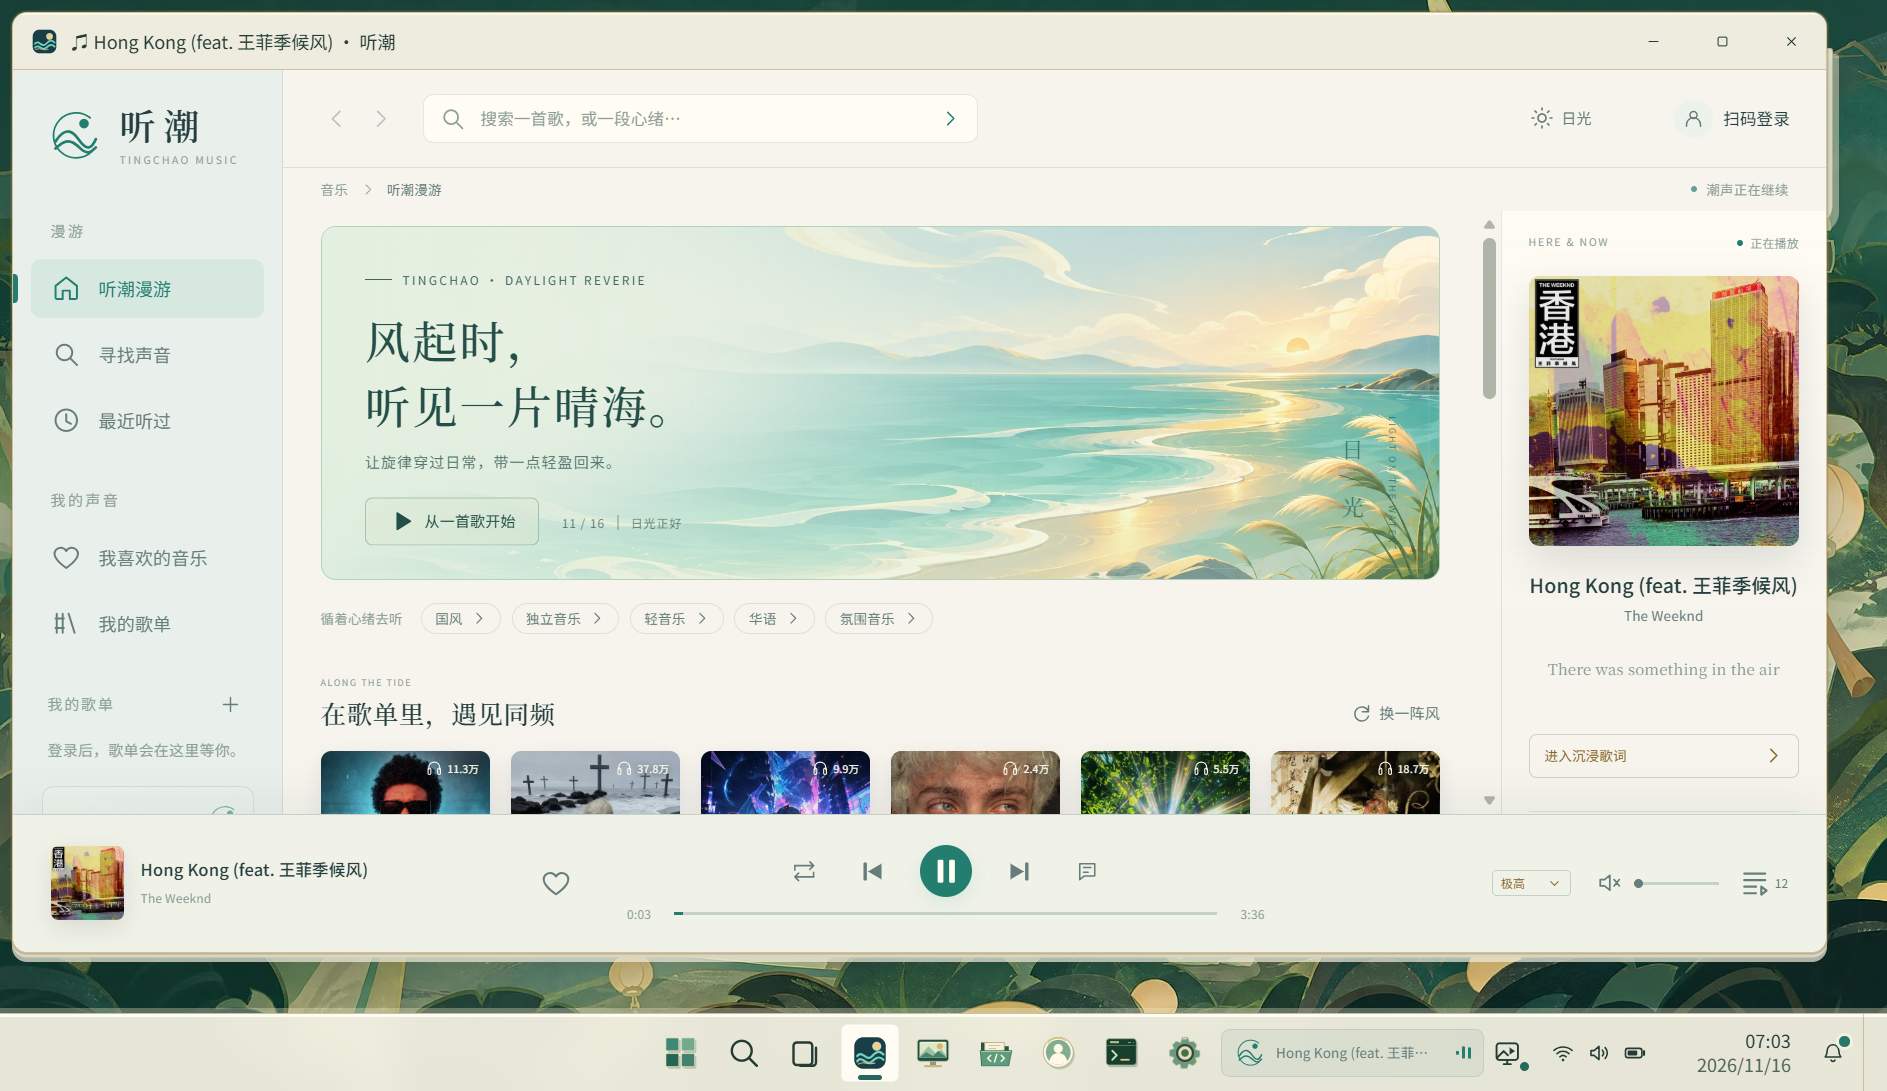 Hong Kong (feat. 王菲季候风) • 听潮
听潮
TINGCHAO MUSIC
搜索一首歌，或一段心绪…
日光
扫码登录
音乐
听潮漫游
潮声正在继续
漫游
听潮漫游
寻找声音
最近听过
我的声音
我喜欢的音乐
我的歌单
我的歌单
登录后，歌单会在这里等你。
TINGCHAO • DAYLIGHT REVERIE
风起时，
听见一片晴海。
让旋律穿过日常，带一点轻盈回来。
从一首歌开始
11 / 16 | 日光正好
日光
循着心绪去听
国风
独立音乐
轻音乐
华语
氛围音乐
ALONG THE TIDE
在歌单里，遇见同频
换一阵风
11.3万
37.8万
9.9万
2.4万
5.5万
18.7万
HERE & NOW
正在播放
THE WEEKND
香港
Hong Kong (feat. 王菲季候风)
The Weeknd
There was something in the air
进入沉浸歌词
香港
Hong Kong (feat. 王菲季候风)
The Weeknd
0:03
3:36
极高
12
Hong Kong (feat. 王菲…
07:03
2026/11/16